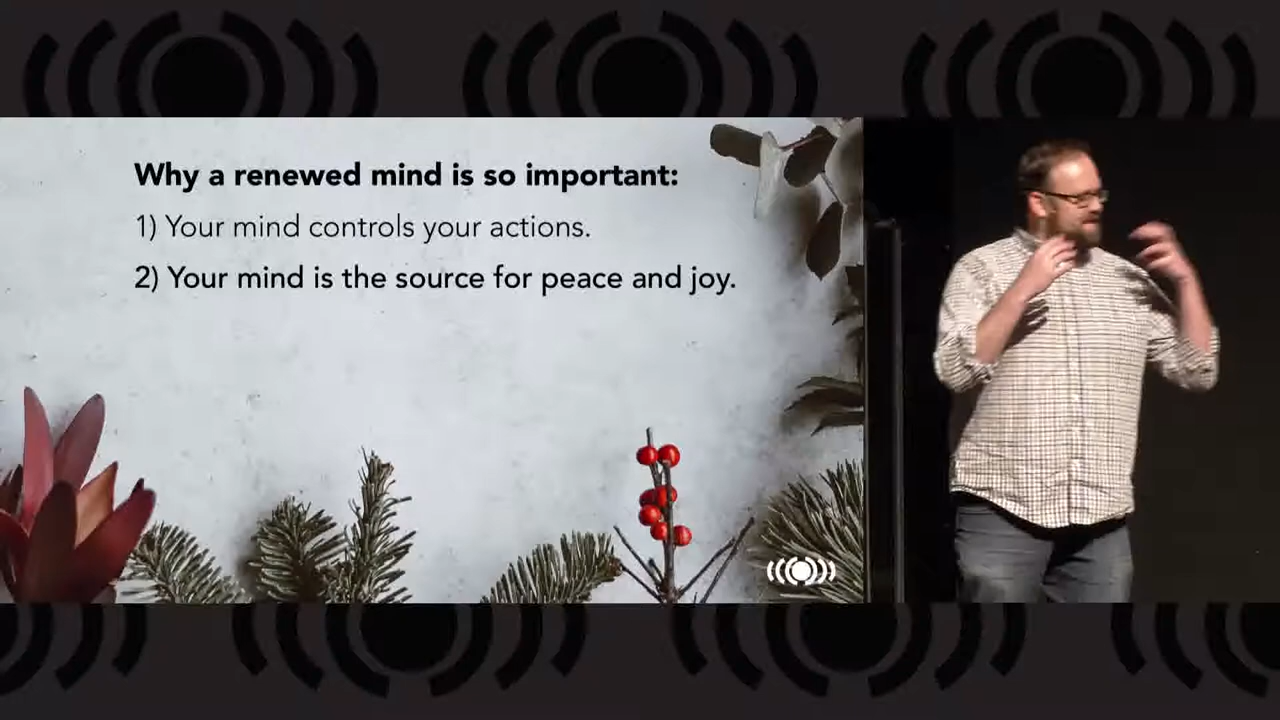 Why a renewed mind is so important:
1) Your mind controls your actions.
2) Your mind is the source for peace and joy.